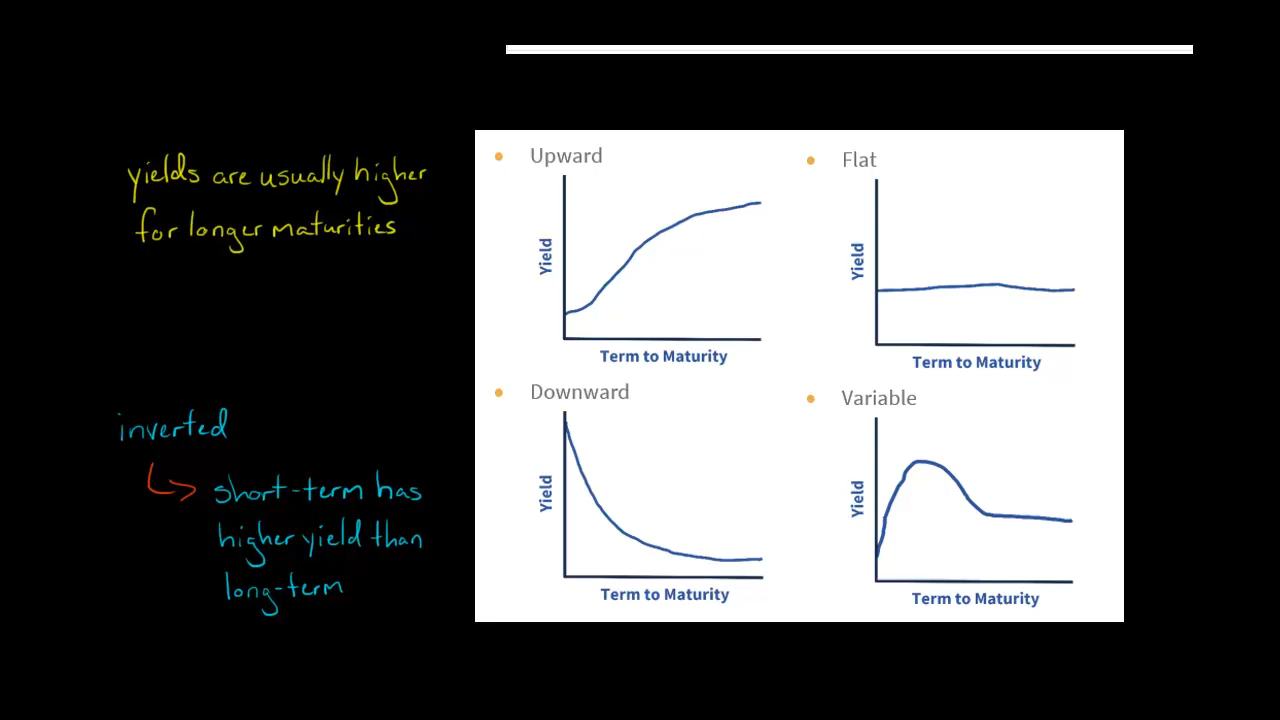 yields are usually higher
for longer maturities
inverted
short-term has
higher yield than
long-term
Upward
Yield
Term to Maturity
Flat
Yield
Term to Maturity
Downward
Yield
Term to Maturity
Variable
Yield
Term to Maturity